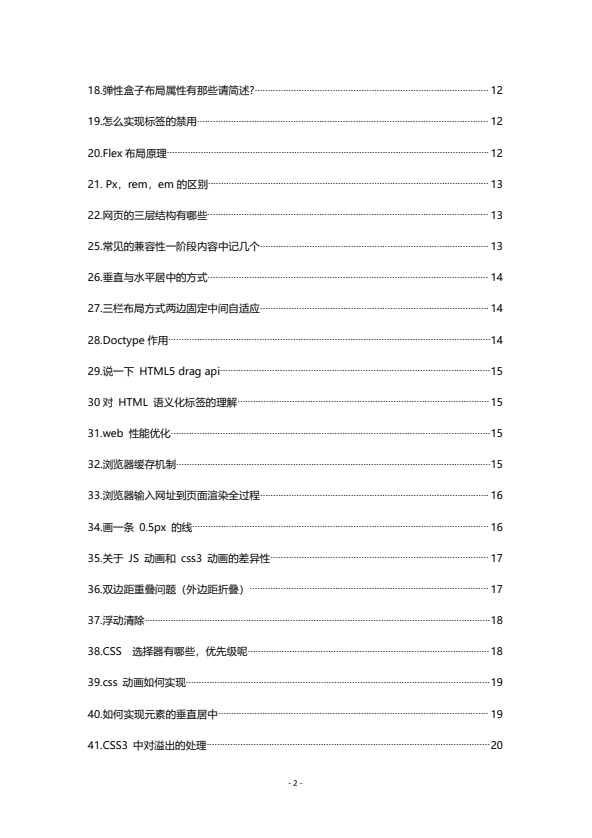 18.弹性盒子布局属性有那些请简述? 12
19.怎么实现标签的禁用 12
20.Flex 布局原理 12
21. Px，rem，em 的区别 13
22.网页的三层结构有哪些 13
25.常见的兼容性一阶段内容中记几个 13
26.垂直与水平居中的方式 14
27.三栏布局方式两边固定中间自适应 14
28.Doctype 作用 14
29.说一下 HTML5 drag api 15
30 对 HTML 语义化标签的理解 15
31.web 性能优化 15
32.浏览器缓存机制 15
33.浏览器输入网址到页面渲染全过程 16
34.画一条 0.5px 的线 16
35.关于 JS 动画和 css3 动画的差异性 17
36.双边距重叠问题（外边距折叠） 17
37.浮动清除 18
38.CSS 选择器有哪些，优先级呢 18
39.css 动画如何实现 19
40.如何实现元素的垂直居中 19
41.CSS3 中对溢出的处理 20
- 2 -